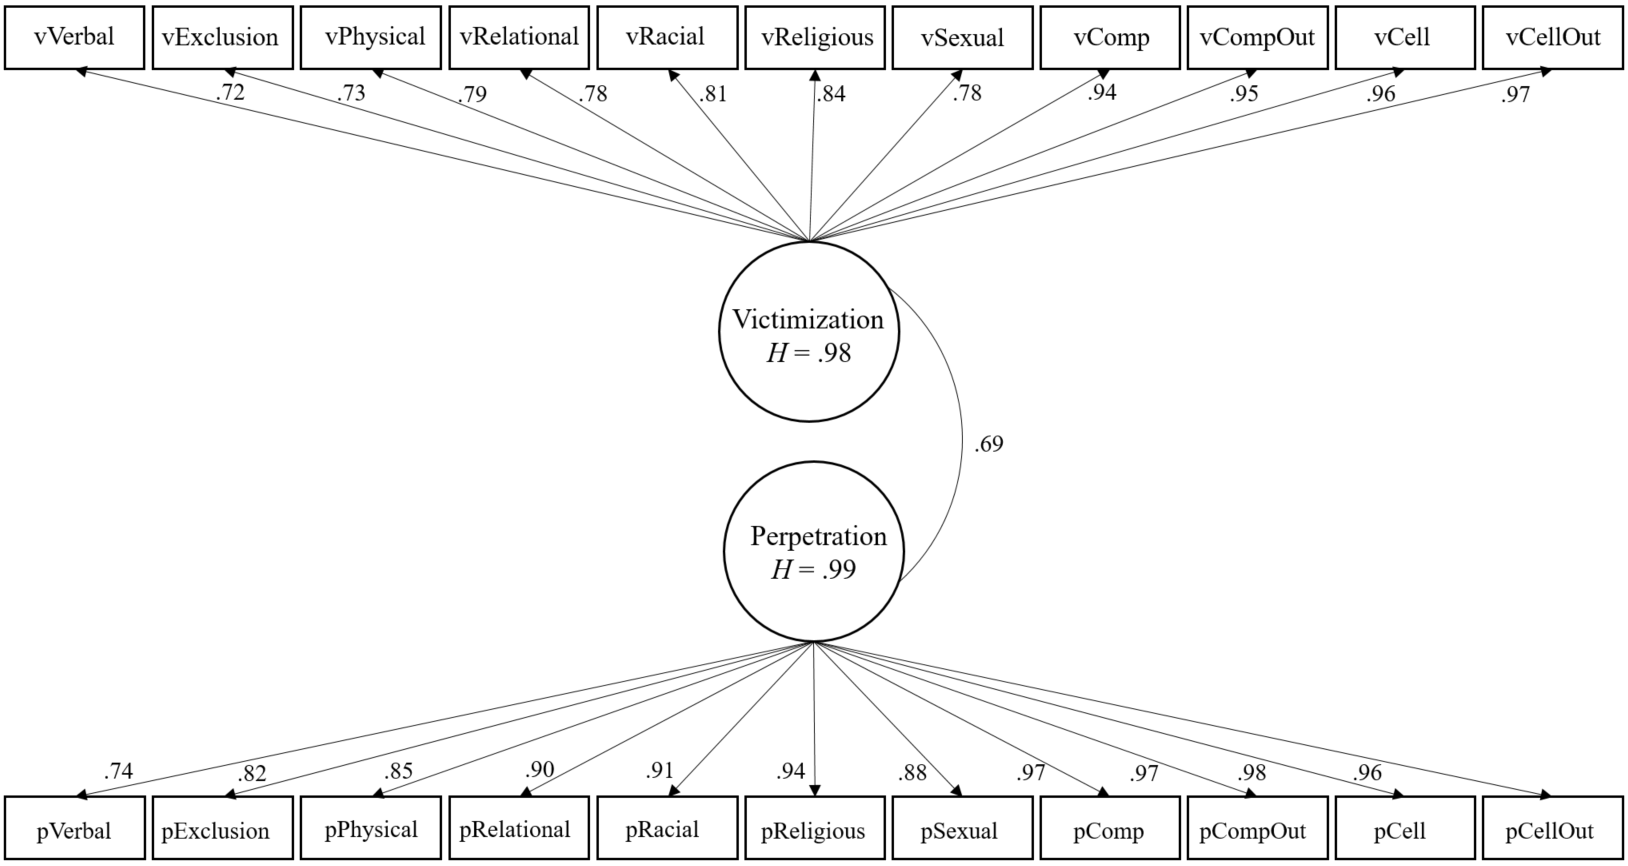 vVerbal vExclusion vPhysical vRelational vRacial vReligious vSexual vComp vCompOut vCell vCellOut
.72 .73 .79 .78 .81 .84 .78 .94 .95 .96 .97
Victimization
H = .98
.69
Perpetration
H = .99
.74 .82 .85 .90 .91 .94 .88 .97 .97 .98 .96
pVerbal pExclusion pPhysical pRelational pRacial pReligious pSexual pComp pCompOut pCell pCellOut